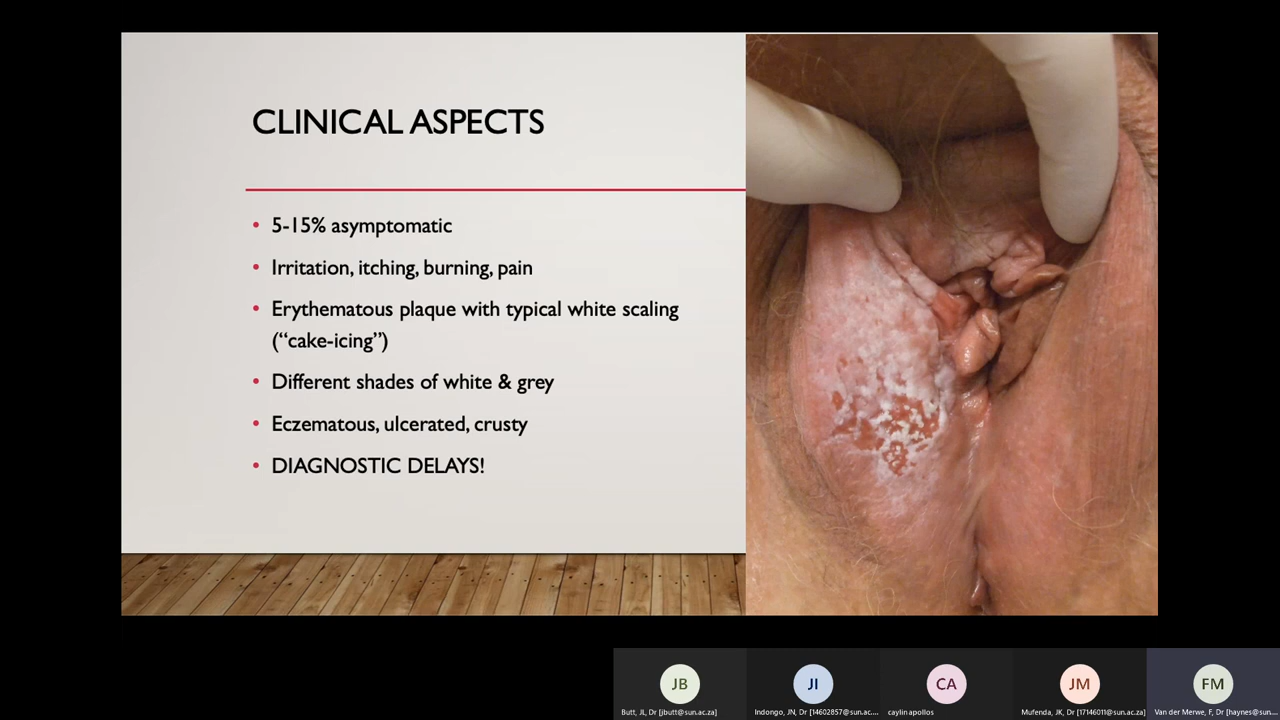 CLINICAL ASPECTS
• 5-15% asymptomatic
• Irritation, itching, burning, pain
• Erythematous plaque with typical white scaling
(“cake-icing”)
• Different shades of white & grey
• Eczematous, ulcerated, crusty
• DIAGNOSTIC DELAYS!
JB
JI
CA
JM
FM
Butt, JL, Dr [jbutt@sun.ac.za]
Indongo, JN, Dr [14602857@sun.ac....
caylin apollos
Mufenda, JK, Dr [17146011@sun.ac.za]
Van der Merwe, F, Dr [haynes@sun...